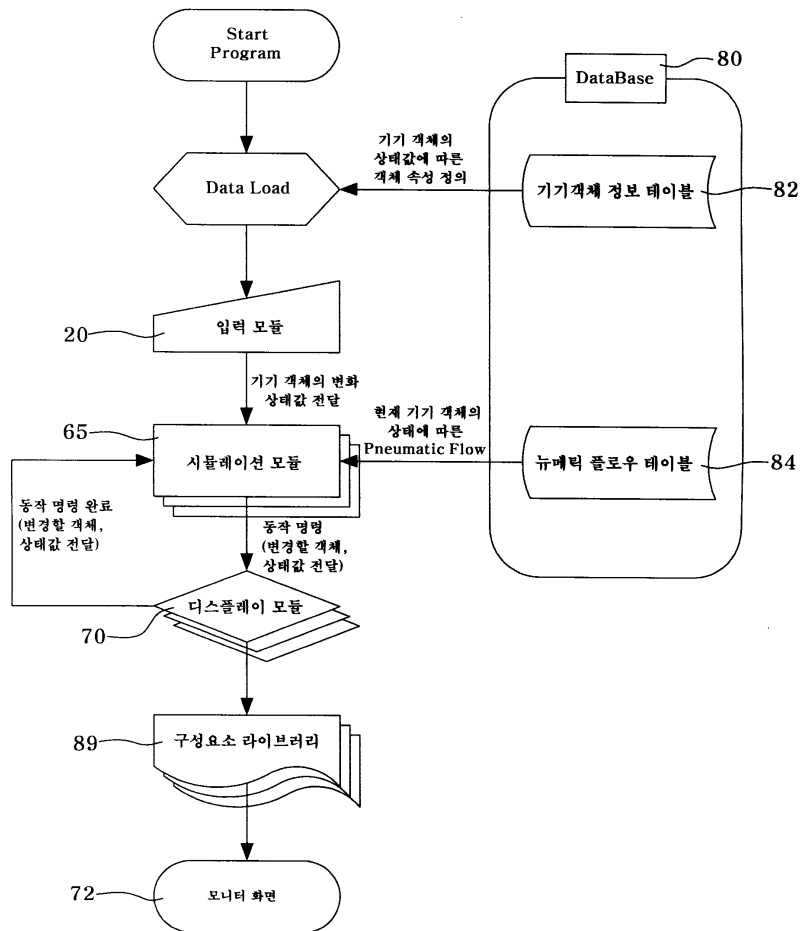 Start
Program
80
DataBase
기기 객체의
상태값에 따른
객체 속성 정의
Data Load
기기객체 정보 테이블
82
20
입력 모듈
기기 객체의 변화
상태값 전달
65
시뮬레이션 모듈
현재 기기 객체의
상태에 따른
Pneumatic Flow
뉴메틱 플로우 테이블
84
동작 명령 완료
(변경할 객체,
상태값 전달)
동작 명령
(변경할 객체,
상태값 전달)
디스플레이 모듈
70
89
구성요소 라이브러리
72
모니터 화면